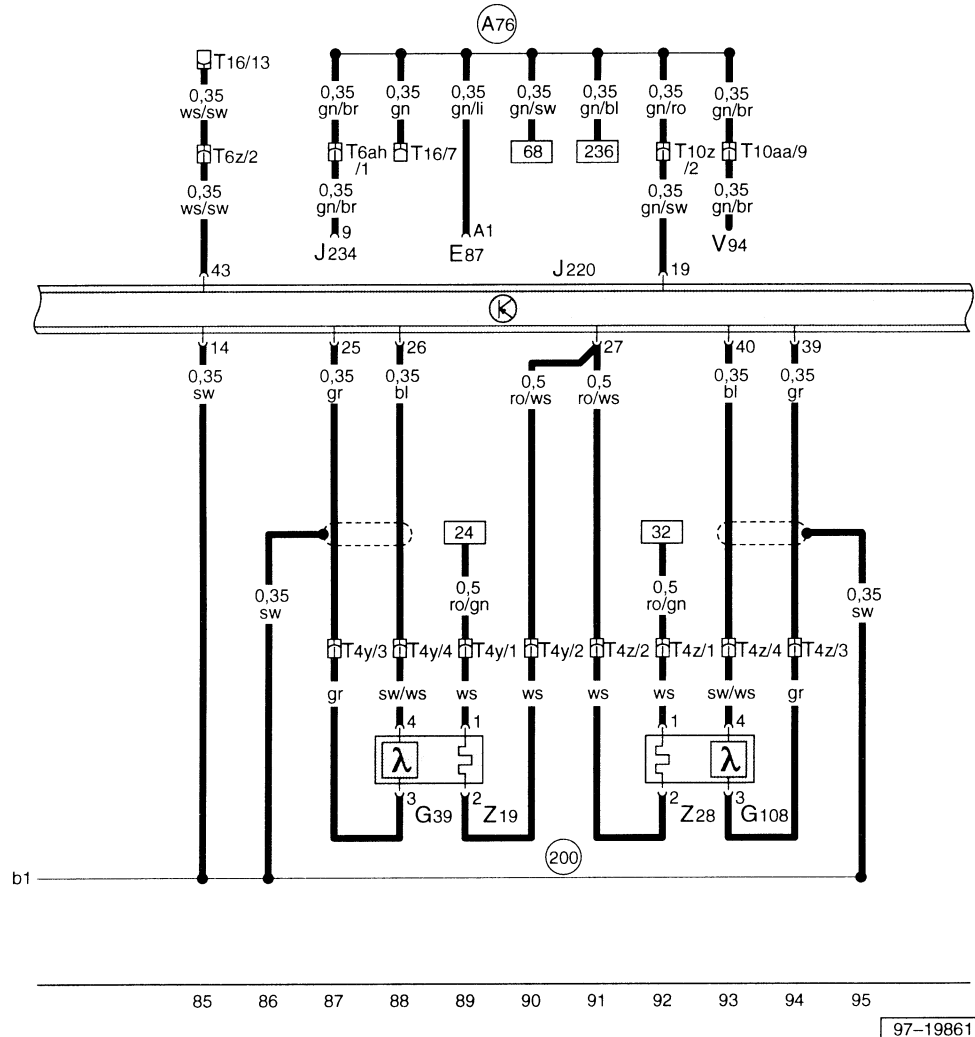 A76
T16/13
0,35 0,35 0,35 0,35 0,35 0,35 0,35 0,35
ws/sw gn/br gn gn/li gn/sw gn/bl gn/ro gn/br
T6z/2 T6ah T16/7 68 236 T10z T10aa/9
/1 /2
0,35 0,35 0,35 0,35
ws/sw gn/br gn/sw gn/br
9 A1
J234 E87 V94
43 J220 19
14 25 26 27 40 39
0,35 0,35 0,35 0,5 0,5 0,35 0,35
sw gr bl ro/ws ro/ws bl gr
24 32
0,35 0,5 0,5 0,35
sw ro/gn ro/gn sw
T4y/3 T4y/4 T4y/1 T4y/2 T4z/2 T4z/1 T4z/4 T4z/3
gr sw/ws ws ws ws ws sw/ws gr
4 1 1 4
λ λ
3 2 2 3
G39 Z19 Z28 G108
200
b1
85 86 87 88 89 90 91 92 93 94 95
97–19861